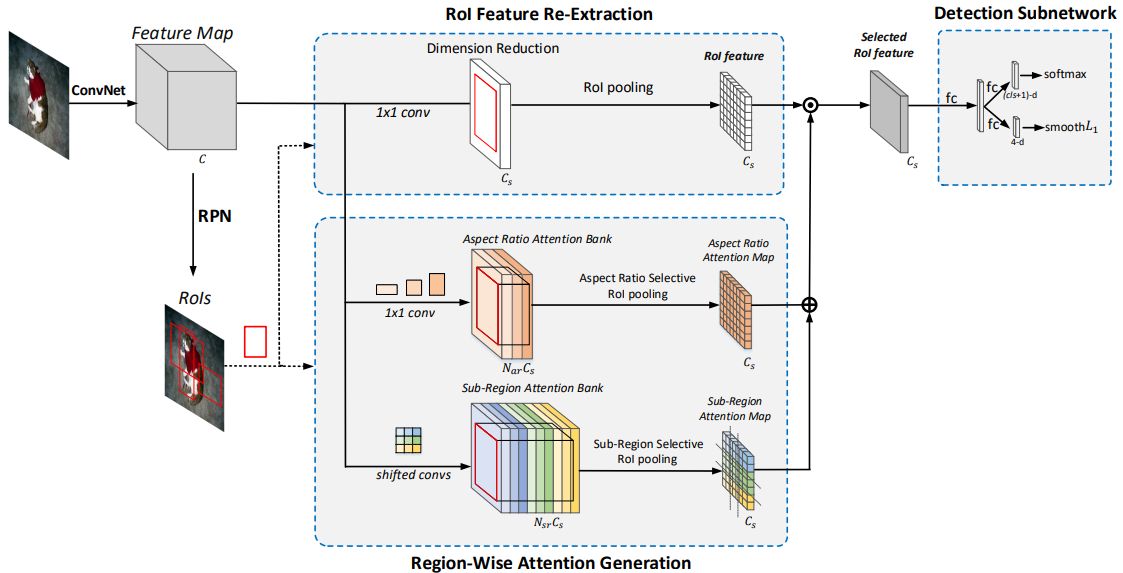 RoI Feature Re-Extraction
Detection Subnetwork
Feature Map
ConvNet
C
Dimension Reduction
1x1 conv
C_s
RoI pooling
RoI feature
C_s
Selected
RoI feature
C_s
fc
fc
(cls+1)-d
softmax
fc
4-d
smoothL_1
RPN
RoIs
Aspect Ratio Attention Bank
1x1 conv
N_{ar}C_s
Aspect Ratio Selective
RoI pooling
Aspect Ratio
Attention Map
C_s
Sub-Region Attention Bank
shifted convs
N_{sr}C_s
Sub-Region Selective
RoI pooling
Sub-Region
Attention Map
C_s
Region-Wise Attention Generation